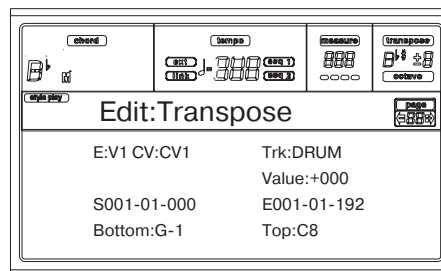 chord
tempo
measure
transpose
ext
seq 1
link
seq 2
octave
style play
Edit:Transpose
page
E:V1 CV:CV1 Trk:DRUM
Value:+000
S001-01-000 E001-01-192
Bottom:G-1 Top:C8